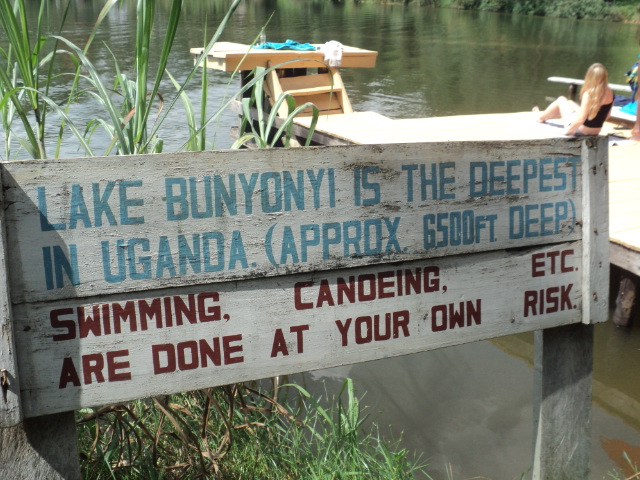 LAKE BUNYONYI IS THE DEEPEST
IN UGANDA. (APPROX. 6500FT DEEP)
SWIMMING, CANOEING, ETC.
ARE DONE AT YOUR OWN RISK.